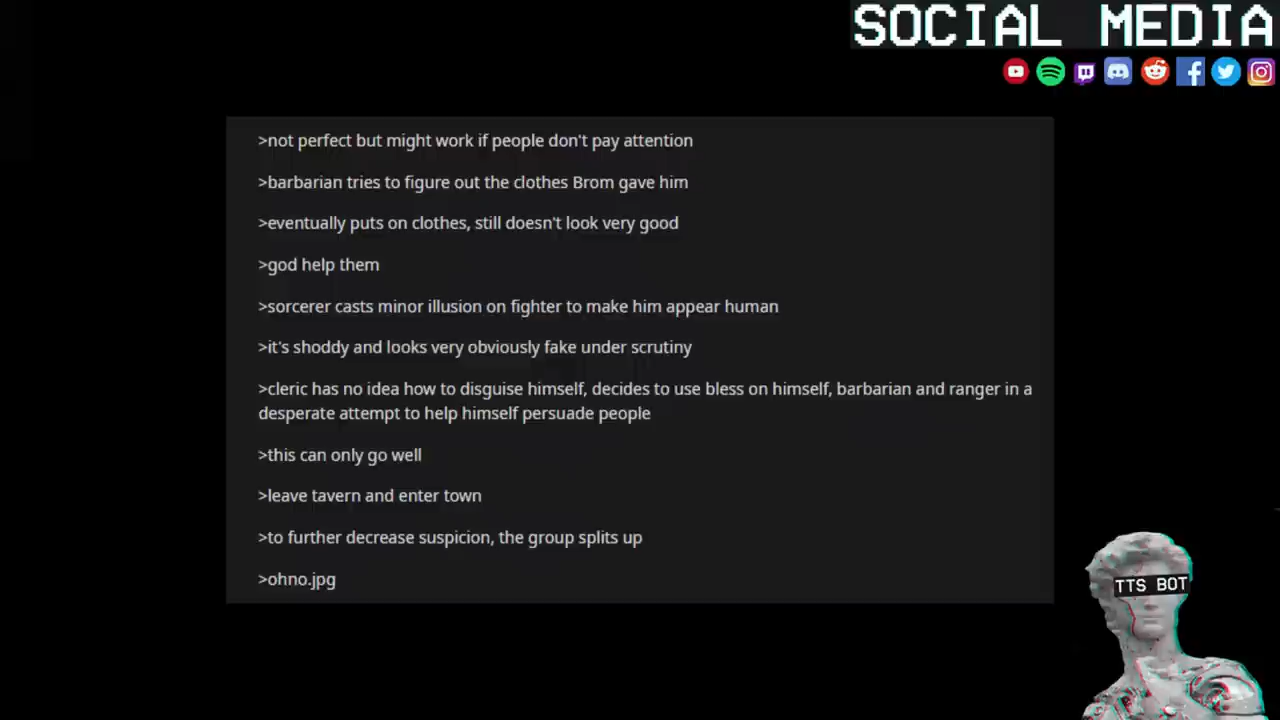 SOCIAL MEDIA
>not perfect but might work if people don't pay attention
>barbarian tries to figure out the clothes Brom gave him
>eventually puts on clothes, still doesn't look very good
>god help them
>sorcerer casts minor illusion on fighter to make him appear human
>it's shoddy and looks very obviously fake under scrutiny
>cleric has no idea how to disguise himself, decides to use bless on himself, barbarian and ranger in a
desperate attempt to help himself persuade people
>this can only go well
>leave tavern and enter town
>to further decrease suspicion, the group splits up
>ohno.jpg
TTS BOT